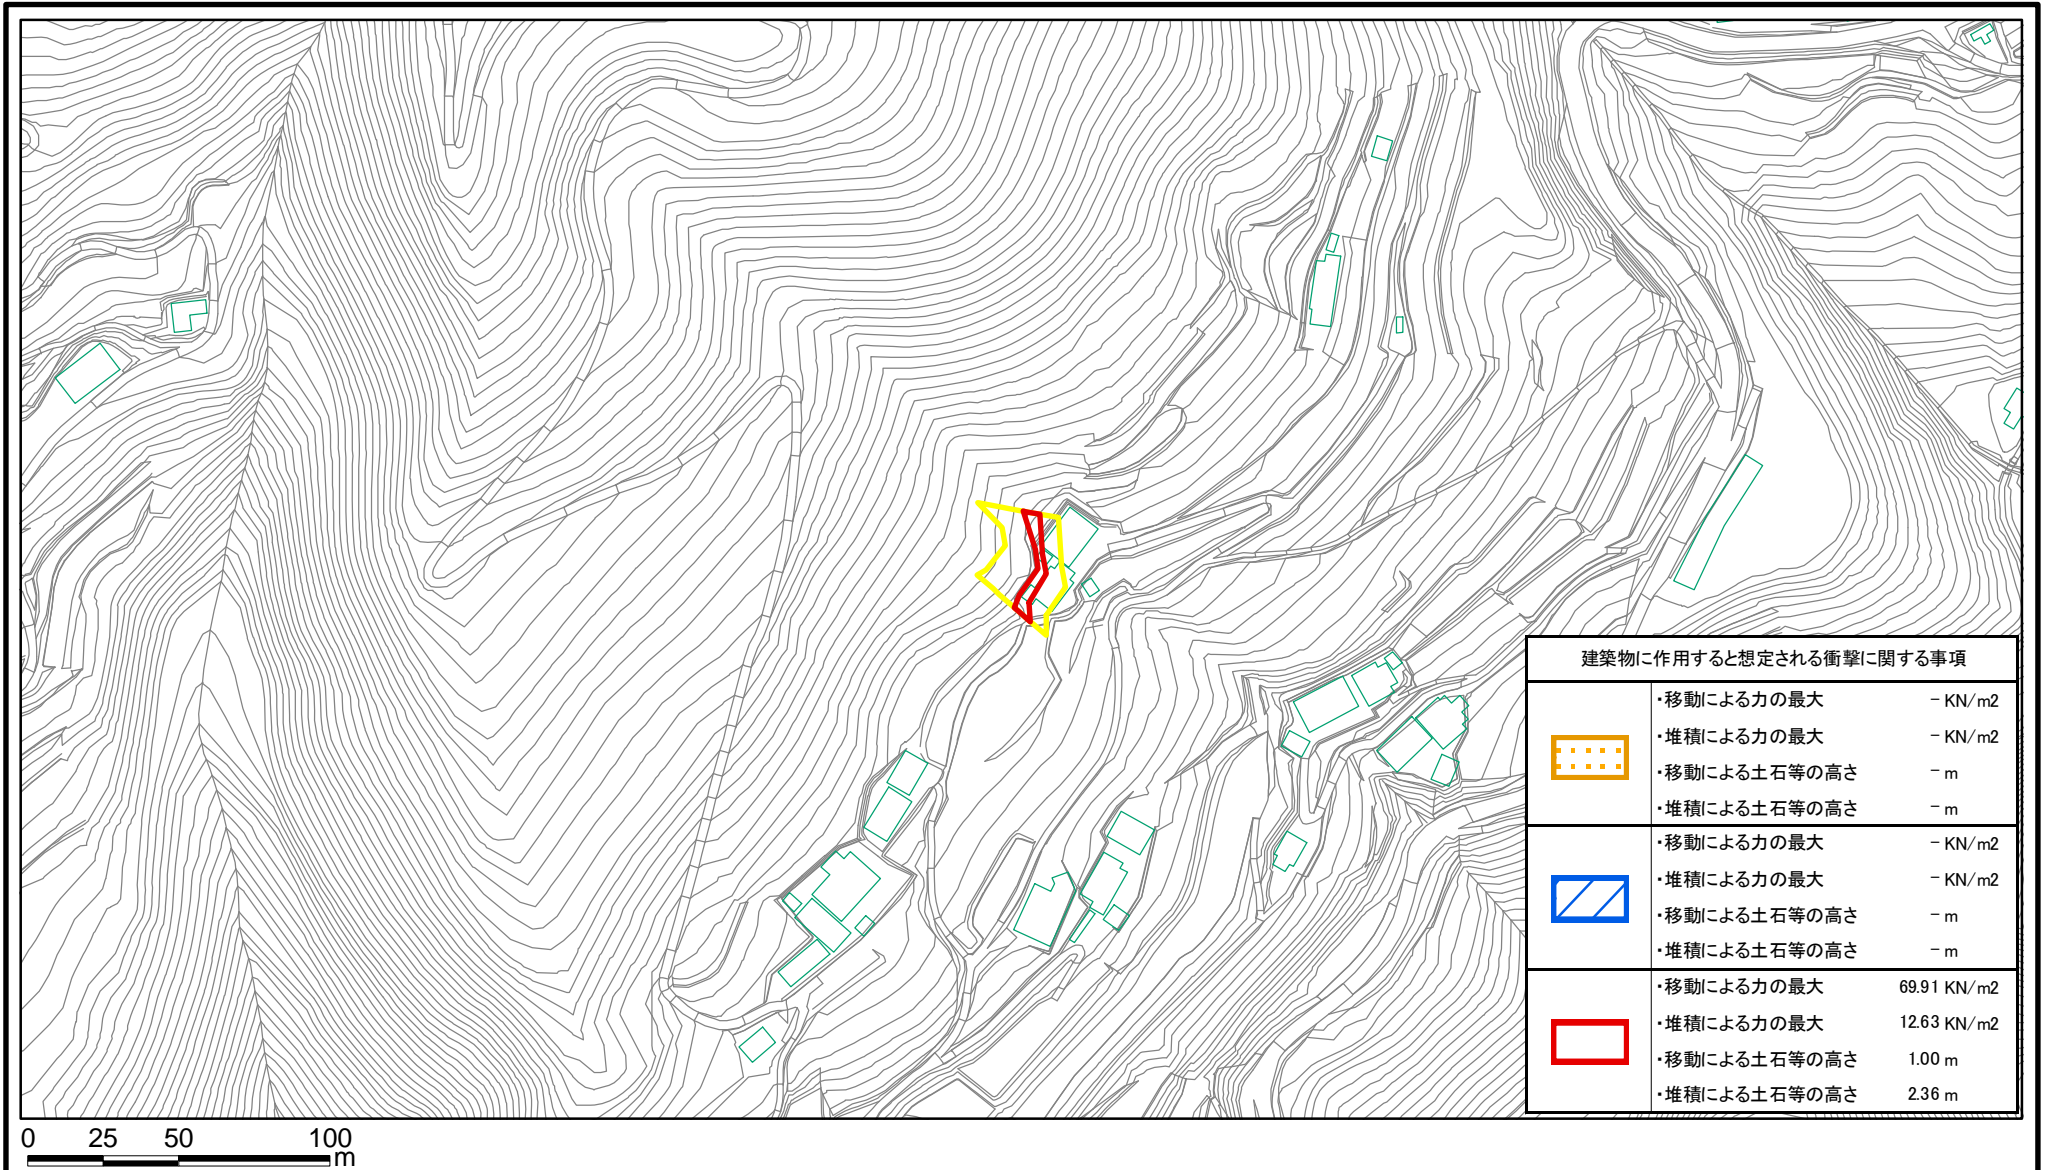 建築物に作用すると想定される衝撃に関する事項
・移動による力の最大 － KN/m2
・堆積による力の最大 － KN/m2
・移動による土石等の高さ － m
・堆積による土石等の高さ － m
・移動による力の最大 － KN/m2
・堆積による力の最大 － KN/m2
・移動による土石等の高さ － m
・堆積による土石等の高さ － m
・移動による力の最大 69.91 KN/m2
・堆積による力の最大 12.63 KN/m2
・移動による土石等の高さ 1.00 m
・堆積による土石等の高さ 2.36 m
0 25 50 100
m